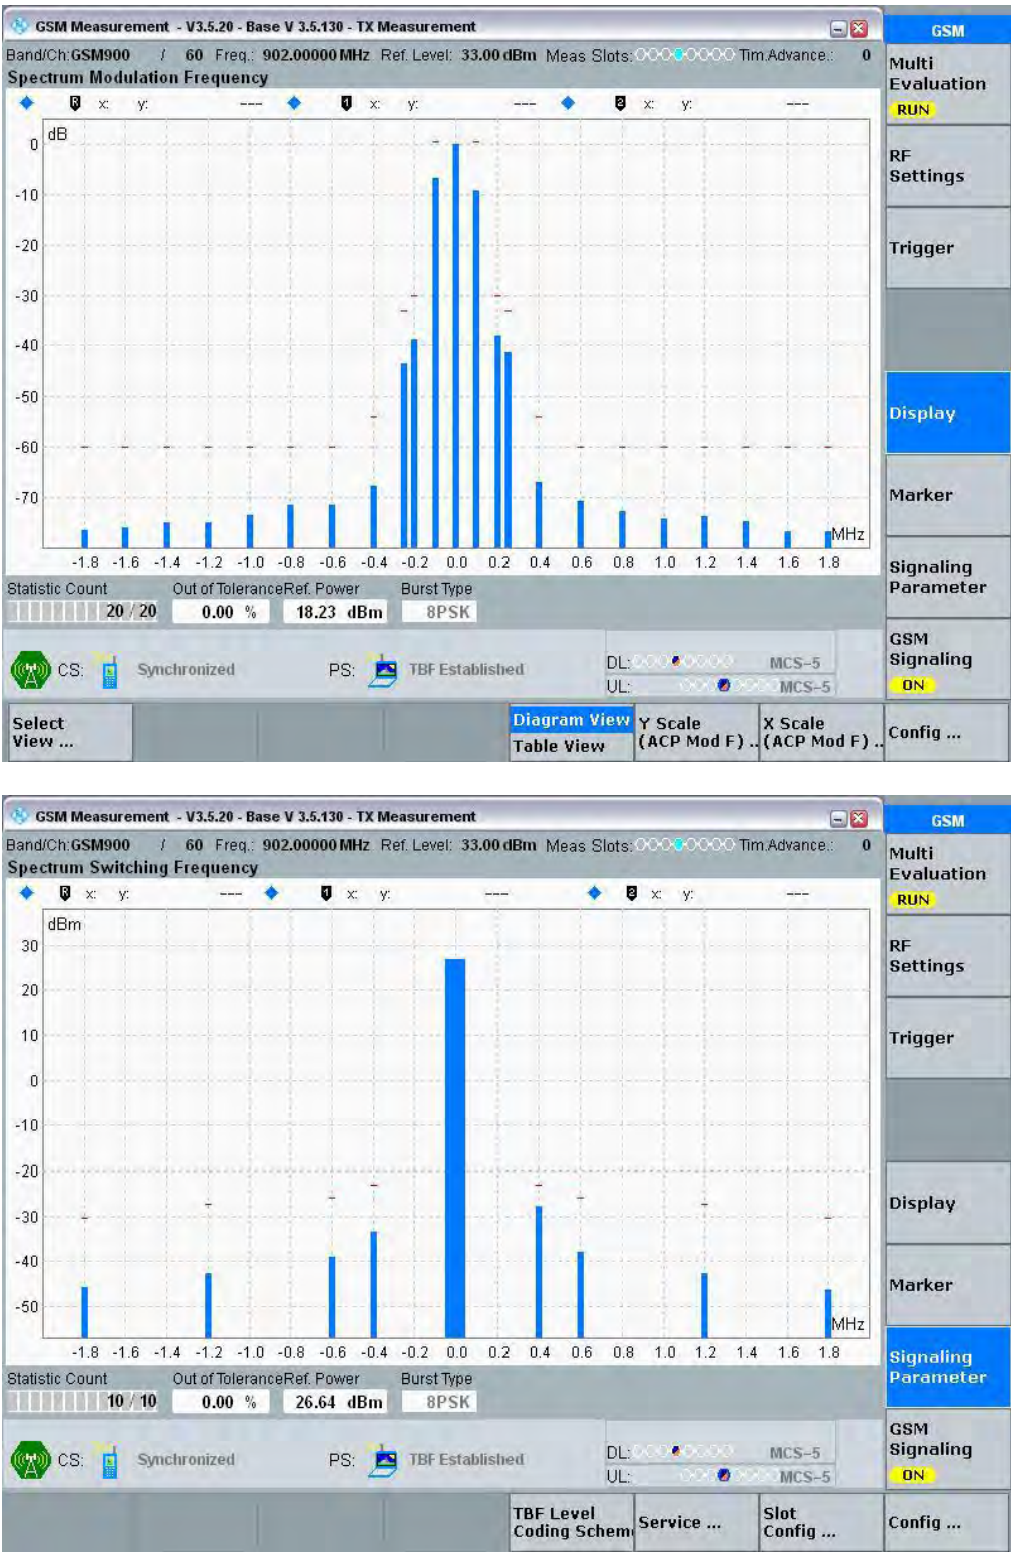 GSM Measurement - V3.5.20 - Base V 3.5.130 - TX Measurement
GSM
Band/Ch: GSM900 / 60 Freq.: 902.00000 MHz Ref. Level: 33.00 dBm Meas Slots: Tim.Advance.: 0
Spectrum Modulation Frequency
R x: y: --- 1 x: y: --- 2 x: y: ---
Multi
Evaluation
RUN
RF
Settings
Trigger
Display
Marker
Signaling
Parameter
GSM
Signaling
ON
dB
0
-10
-20
-30
-40
-50
-60
-70
MHz
-1.8 -1.6 -1.4 -1.2 -1.0 -0.8 -0.6 -0.4 -0.2 0.0 0.2 0.4 0.6 0.8 1.0 1.2 1.4 1.6 1.8
Statistic Count Out of Tolerance Ref. Power Burst Type
20 / 20 0.00 % 18.23 dBm 8PSK
CS: Synchronized PS: TBF Established DL: MCS-5
UL: MCS-5
Select
View ...
Diagram View
Table View
Y Scale
(ACP Mod F) ..
X Scale
(ACP Mod F) ..
Config ...
GSM Measurement - V3.5.20 - Base V 3.5.130 - TX Measurement
GSM
Band/Ch: GSM900 / 60 Freq.: 902.00000 MHz Ref. Level: 33.00 dBm Meas Slots: Tim.Advance.: 0
Spectrum Switching Frequency
R x: y: --- 1 x: y: --- 2 x: y: ---
Multi
Evaluation
RUN
RF
Settings
Trigger
Display
Marker
Signaling
Parameter
GSM
Signaling
ON
dBm
30
20
10
0
-10
-20
-30
-40
-50
MHz
-1.8 -1.6 -1.4 -1.2 -1.0 -0.8 -0.6 -0.4 -0.2 0.0 0.2 0.4 0.6 0.8 1.0 1.2 1.4 1.6 1.8
Statistic Count Out of Tolerance Ref. Power Burst Type
10 / 10 0.00 % 26.64 dBm 8PSK
CS: Synchronized PS: TBF Established DL: MCS-5
UL: MCS-5
TBF Level
Coding Schem
Service ...
Slot
Config ...
Config ...